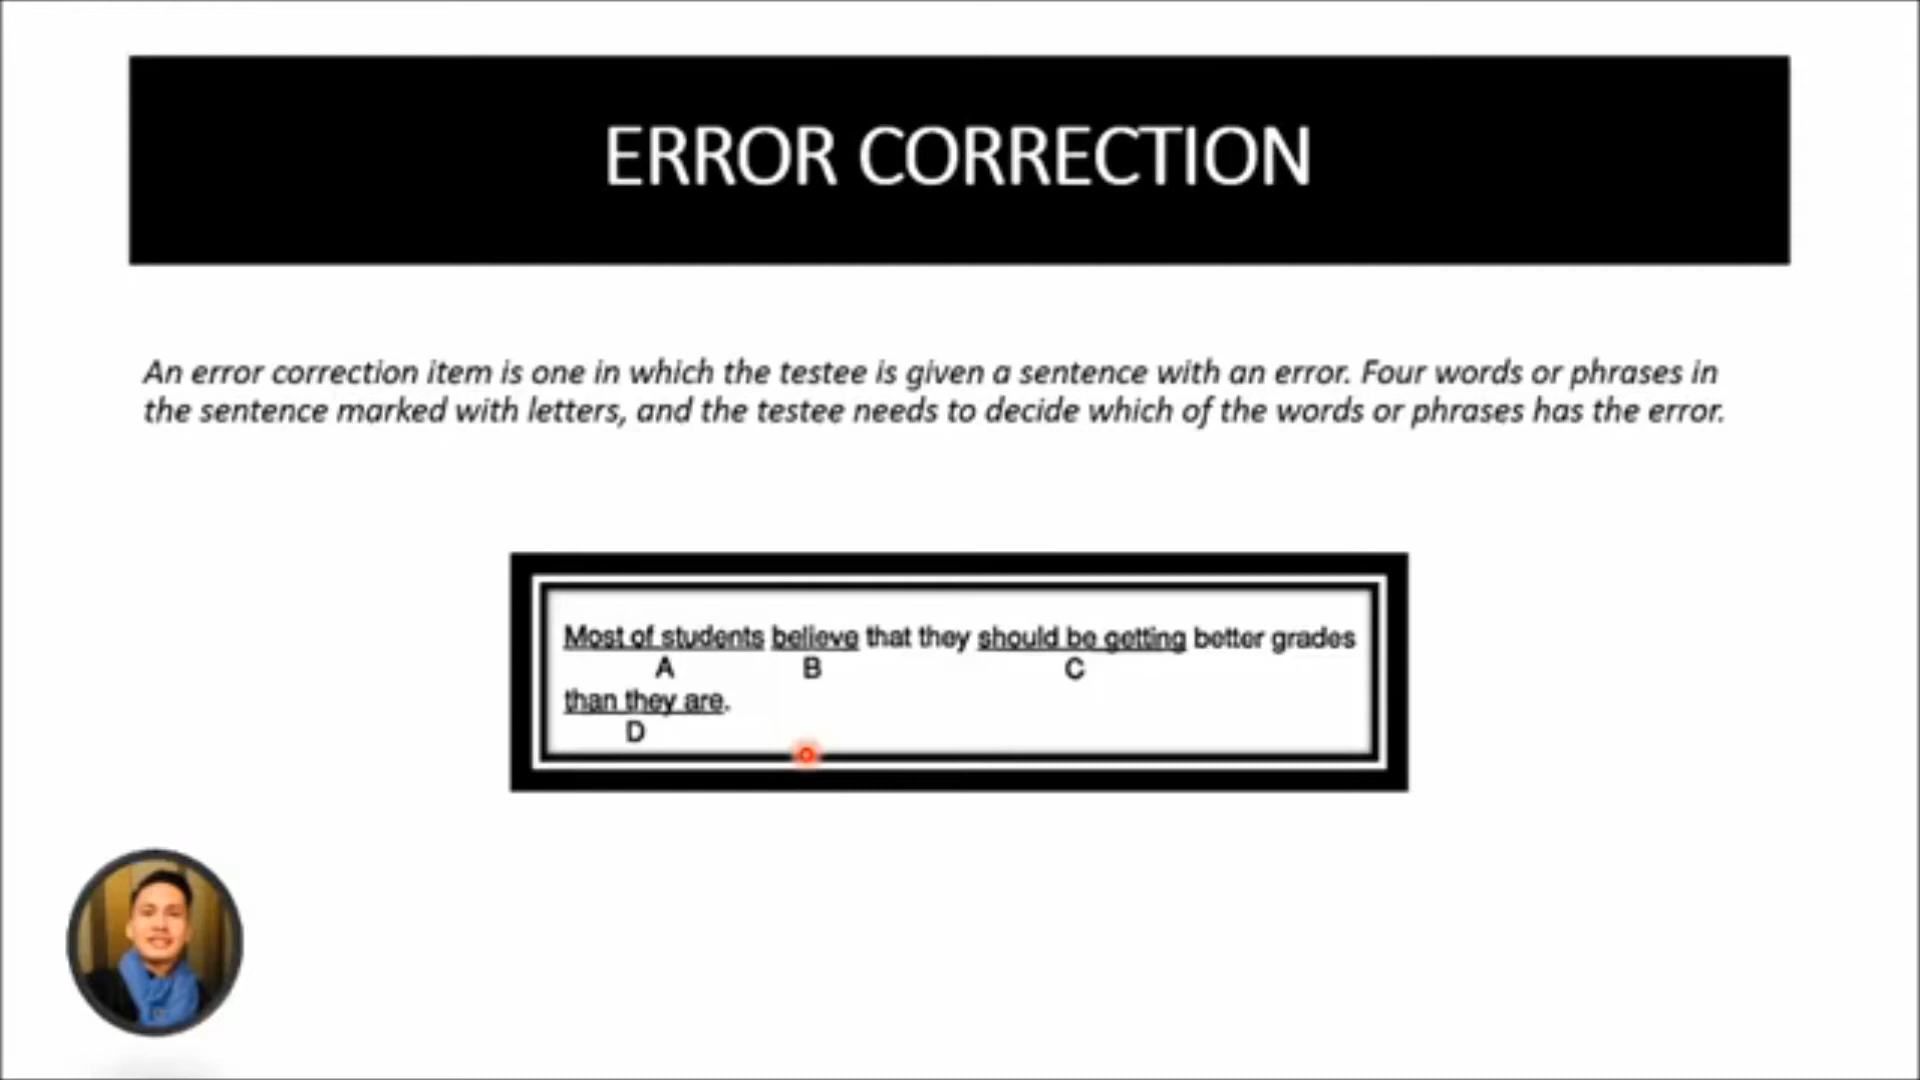 ERROR CORRECTION
An error correction item is one in which the testee is given a sentence with an error. Four words or phrases in
the sentence marked with letters, and the testee needs to decide which of the words or phrases has the error.
Most of students believe that they should be getting better grades
A B C
than they are.
D